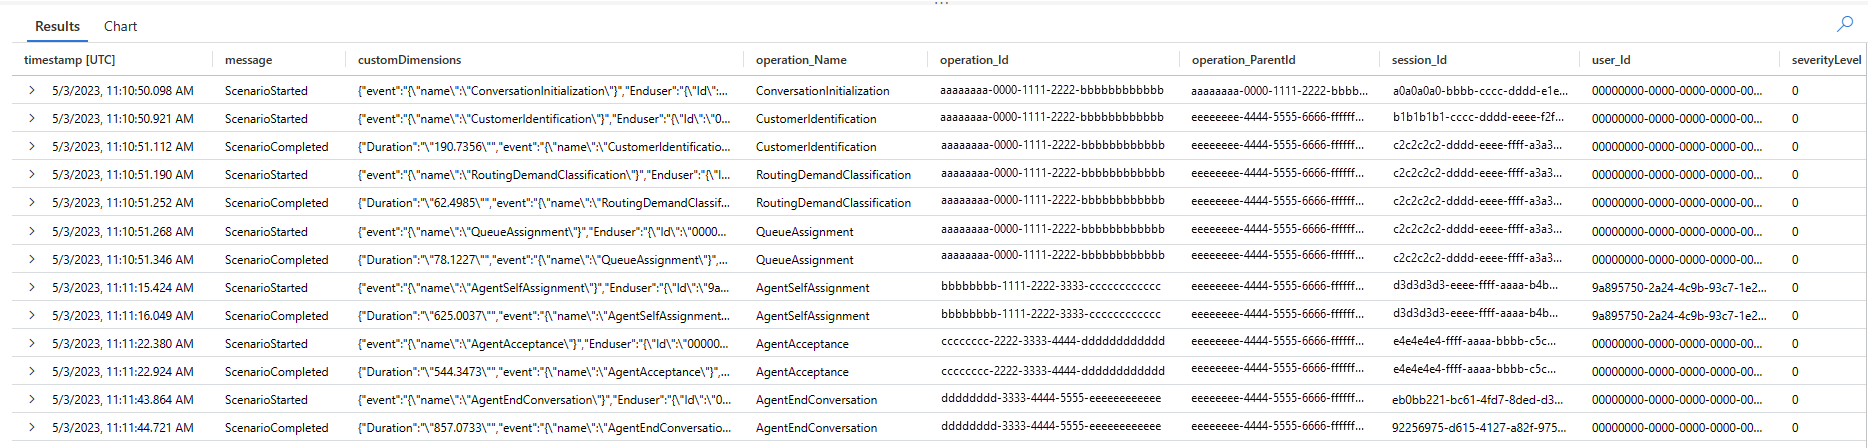 Results Chart
timestamp [UTC] message customDimensions operation_Name operation_Id operation_ParentId session_Id user_Id severityLevel
5/3/2023, 11:10:50.098 AM ScenarioStarted {"event":"{\"name\":\"ConversationInitialization\"}","Enduser":"{\"Id\":... ConversationInitialization aaaaaaaa-0000-1111-2222-bbbbbbbbbbbb aaaaaaaa-0000-1111-2222-bbbb... a0a0a0a0-bbbb-cccc-dddd-e1e... 00000000-0000-0000-0000-00... 0
5/3/2023, 11:10:50.921 AM ScenarioStarted {"event":"{\"name\":\"CustomerIdentification\"}","Enduser":"{\"Id\":\"0... CustomerIdentification aaaaaaaa-0000-1111-2222-bbbbbbbbbbbb eeeeeeee-4444-5555-6666-ffffff... b1b1b1b1-cccc-dddd-eeee-f2f... 00000000-0000-0000-0000-00... 0
5/3/2023, 11:10:51.112 AM ScenarioCompleted {"Duration":"\"190.7356\"","event":"{\"name\":\"CustomerIdentificatio... CustomerIdentification aaaaaaaa-0000-1111-2222-bbbbbbbbbbbb eeeeeeee-4444-5555-6666-ffffff... c2c2c2c2-dddd-eeee-ffff-a3a3... 00000000-0000-0000-0000-00... 0
5/3/2023, 11:10:51.190 AM ScenarioStarted {"event":"{\"name\":\"RoutingDemandClassification\"}","Enduser":"{\"I... RoutingDemandClassification aaaaaaaa-0000-1111-2222-bbbbbbbbbbbb eeeeeeee-4444-5555-6666-ffffff... c2c2c2c2-dddd-eeee-ffff-a3a3... 00000000-0000-0000-0000-00... 0
5/3/2023, 11:10:51.252 AM ScenarioCompleted {"Duration":"\"62.4985\"","event":"{\"name\":\"RoutingDemandClassif... RoutingDemandClassification aaaaaaaa-0000-1111-2222-bbbbbbbbbbbb eeeeeeee-4444-5555-6666-ffffff... c2c2c2c2-dddd-eeee-ffff-a3a3... 00000000-0000-0000-0000-00... 0
5/3/2023, 11:10:51.268 AM ScenarioStarted {"event":"{\"name\":\"QueueAssignment\"}","Enduser":"{\"Id\":\"0000... QueueAssignment aaaaaaaa-0000-1111-2222-bbbbbbbbbbbb eeeeeeee-4444-5555-6666-ffffff... c2c2c2c2-dddd-eeee-ffff-a3a3... 00000000-0000-0000-0000-00... 0
5/3/2023, 11:10:51.346 AM ScenarioCompleted {"Duration":"\"78.1227\"","event":"{\"name\":\"QueueAssignment\"}",... QueueAssignment aaaaaaaa-0000-1111-2222-bbbbbbbbbbbb eeeeeeee-4444-5555-6666-ffffff... c2c2c2c2-dddd-eeee-ffff-a3a3... 00000000-0000-0000-0000-00... 0
5/3/2023, 11:11:15.424 AM ScenarioStarted {"event":"{\"name\":\"AgentSelfAssignment\"}","Enduser":"{\"Id\":\"9a... AgentSelfAssignment bbbbbbbb-1111-2222-3333-cccccccccccc eeeeeeee-4444-5555-6666-ffffff... d3d3d3d3-eeee-ffff-aaaa-b4b... 9a895750-2a24-4c9b-93c7-1e2... 0
5/3/2023, 11:11:16.049 AM ScenarioCompleted {"Duration":"\"625.0037\"","event":"{\"name\":\"AgentSelfAssignment... AgentSelfAssignment bbbbbbbb-1111-2222-3333-cccccccccccc eeeeeeee-4444-5555-6666-ffffff... d3d3d3d3-eeee-ffff-aaaa-b4b... 9a895750-2a24-4c9b-93c7-1e2... 0
5/3/2023, 11:11:22.380 AM ScenarioStarted {"event":"{\"name\":\"AgentAcceptance\"}","Enduser":"{\"Id\":\"00000... AgentAcceptance cccccccc-2222-3333-4444-dddddddddddd eeeeeeee-4444-5555-6666-ffffff... e4e4e4e4-ffff-aaaa-bbbb-c5c... 00000000-0000-0000-0000-00... 0
5/3/2023, 11:11:22.924 AM ScenarioCompleted {"Duration":"\"544.3473\"","event":"{\"name\":\"AgentAcceptance\"}",... AgentAcceptance cccccccc-2222-3333-4444-dddddddddddd eeeeeeee-4444-5555-6666-ffffff... e4e4e4e4-ffff-aaaa-bbbb-c5c... 00000000-0000-0000-0000-00... 0
5/3/2023, 11:11:43.864 AM ScenarioStarted {"event":"{\"name\":\"AgentEndConversation\"}","Enduser":"{\"Id\":\"0... AgentEndConversation dddddddd-3333-4444-5555-eeeeeeeeeeee eeeeeeee-4444-5555-6666-ffffff... eb0bb221-bc61-4fd7-8ded-d3... 00000000-0000-0000-0000-00... 0
5/3/2023, 11:11:44.721 AM ScenarioCompleted {"Duration":"\"857.0733\"","event":"{\"name\":\"AgentEndConversatio... AgentEndConversation dddddddd-3333-4444-5555-eeeeeeeeeeee eeeeeeee-4444-5555-6666-ffffff... 92256975-d615-4127-a82f-975... 00000000-0000-0000-0000-00... 0